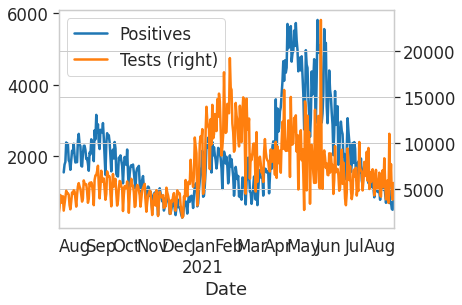 Positives
Tests (right)
6000
4000
2000
20000
15000
10000
5000
Aug Sep Oct Nov Dec Jan Feb Mar Apr May Jun Jul Aug
2021
Date